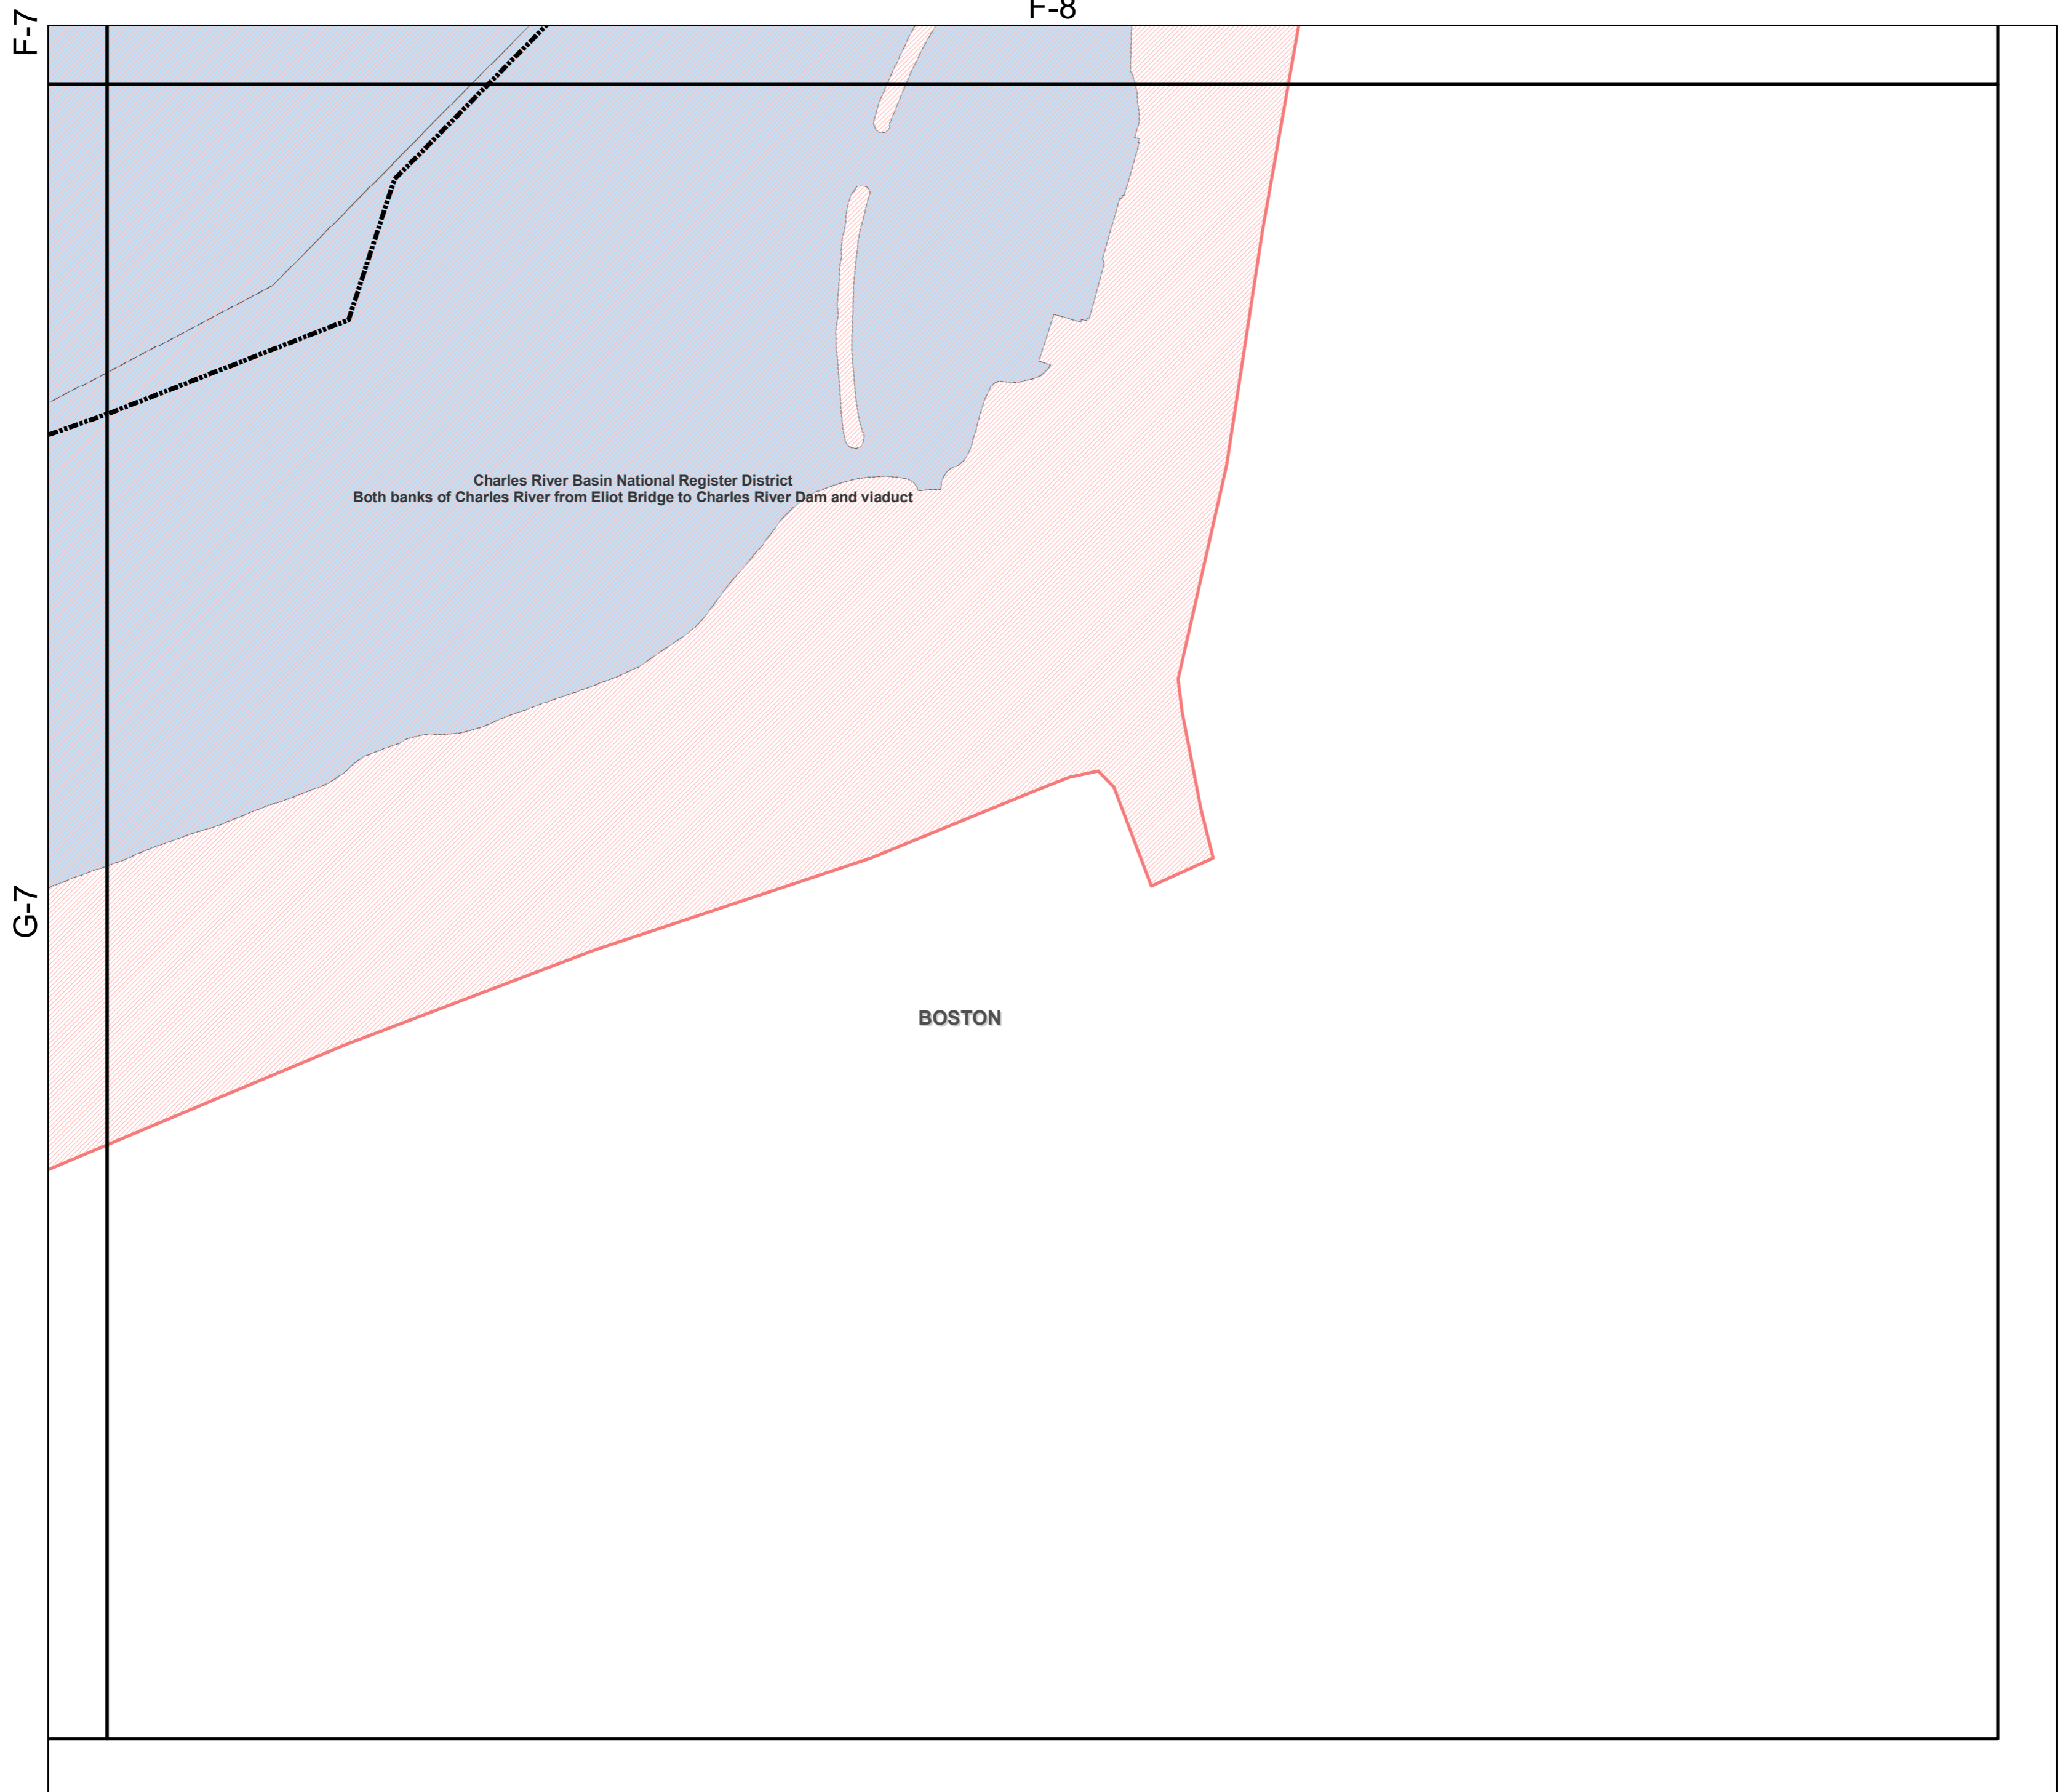 F-8
F-7
Charles River Basin National Register District
Both banks of Charles River from Eliot Bridge to Charles River Dam and viaduct
G-7
BOSTON